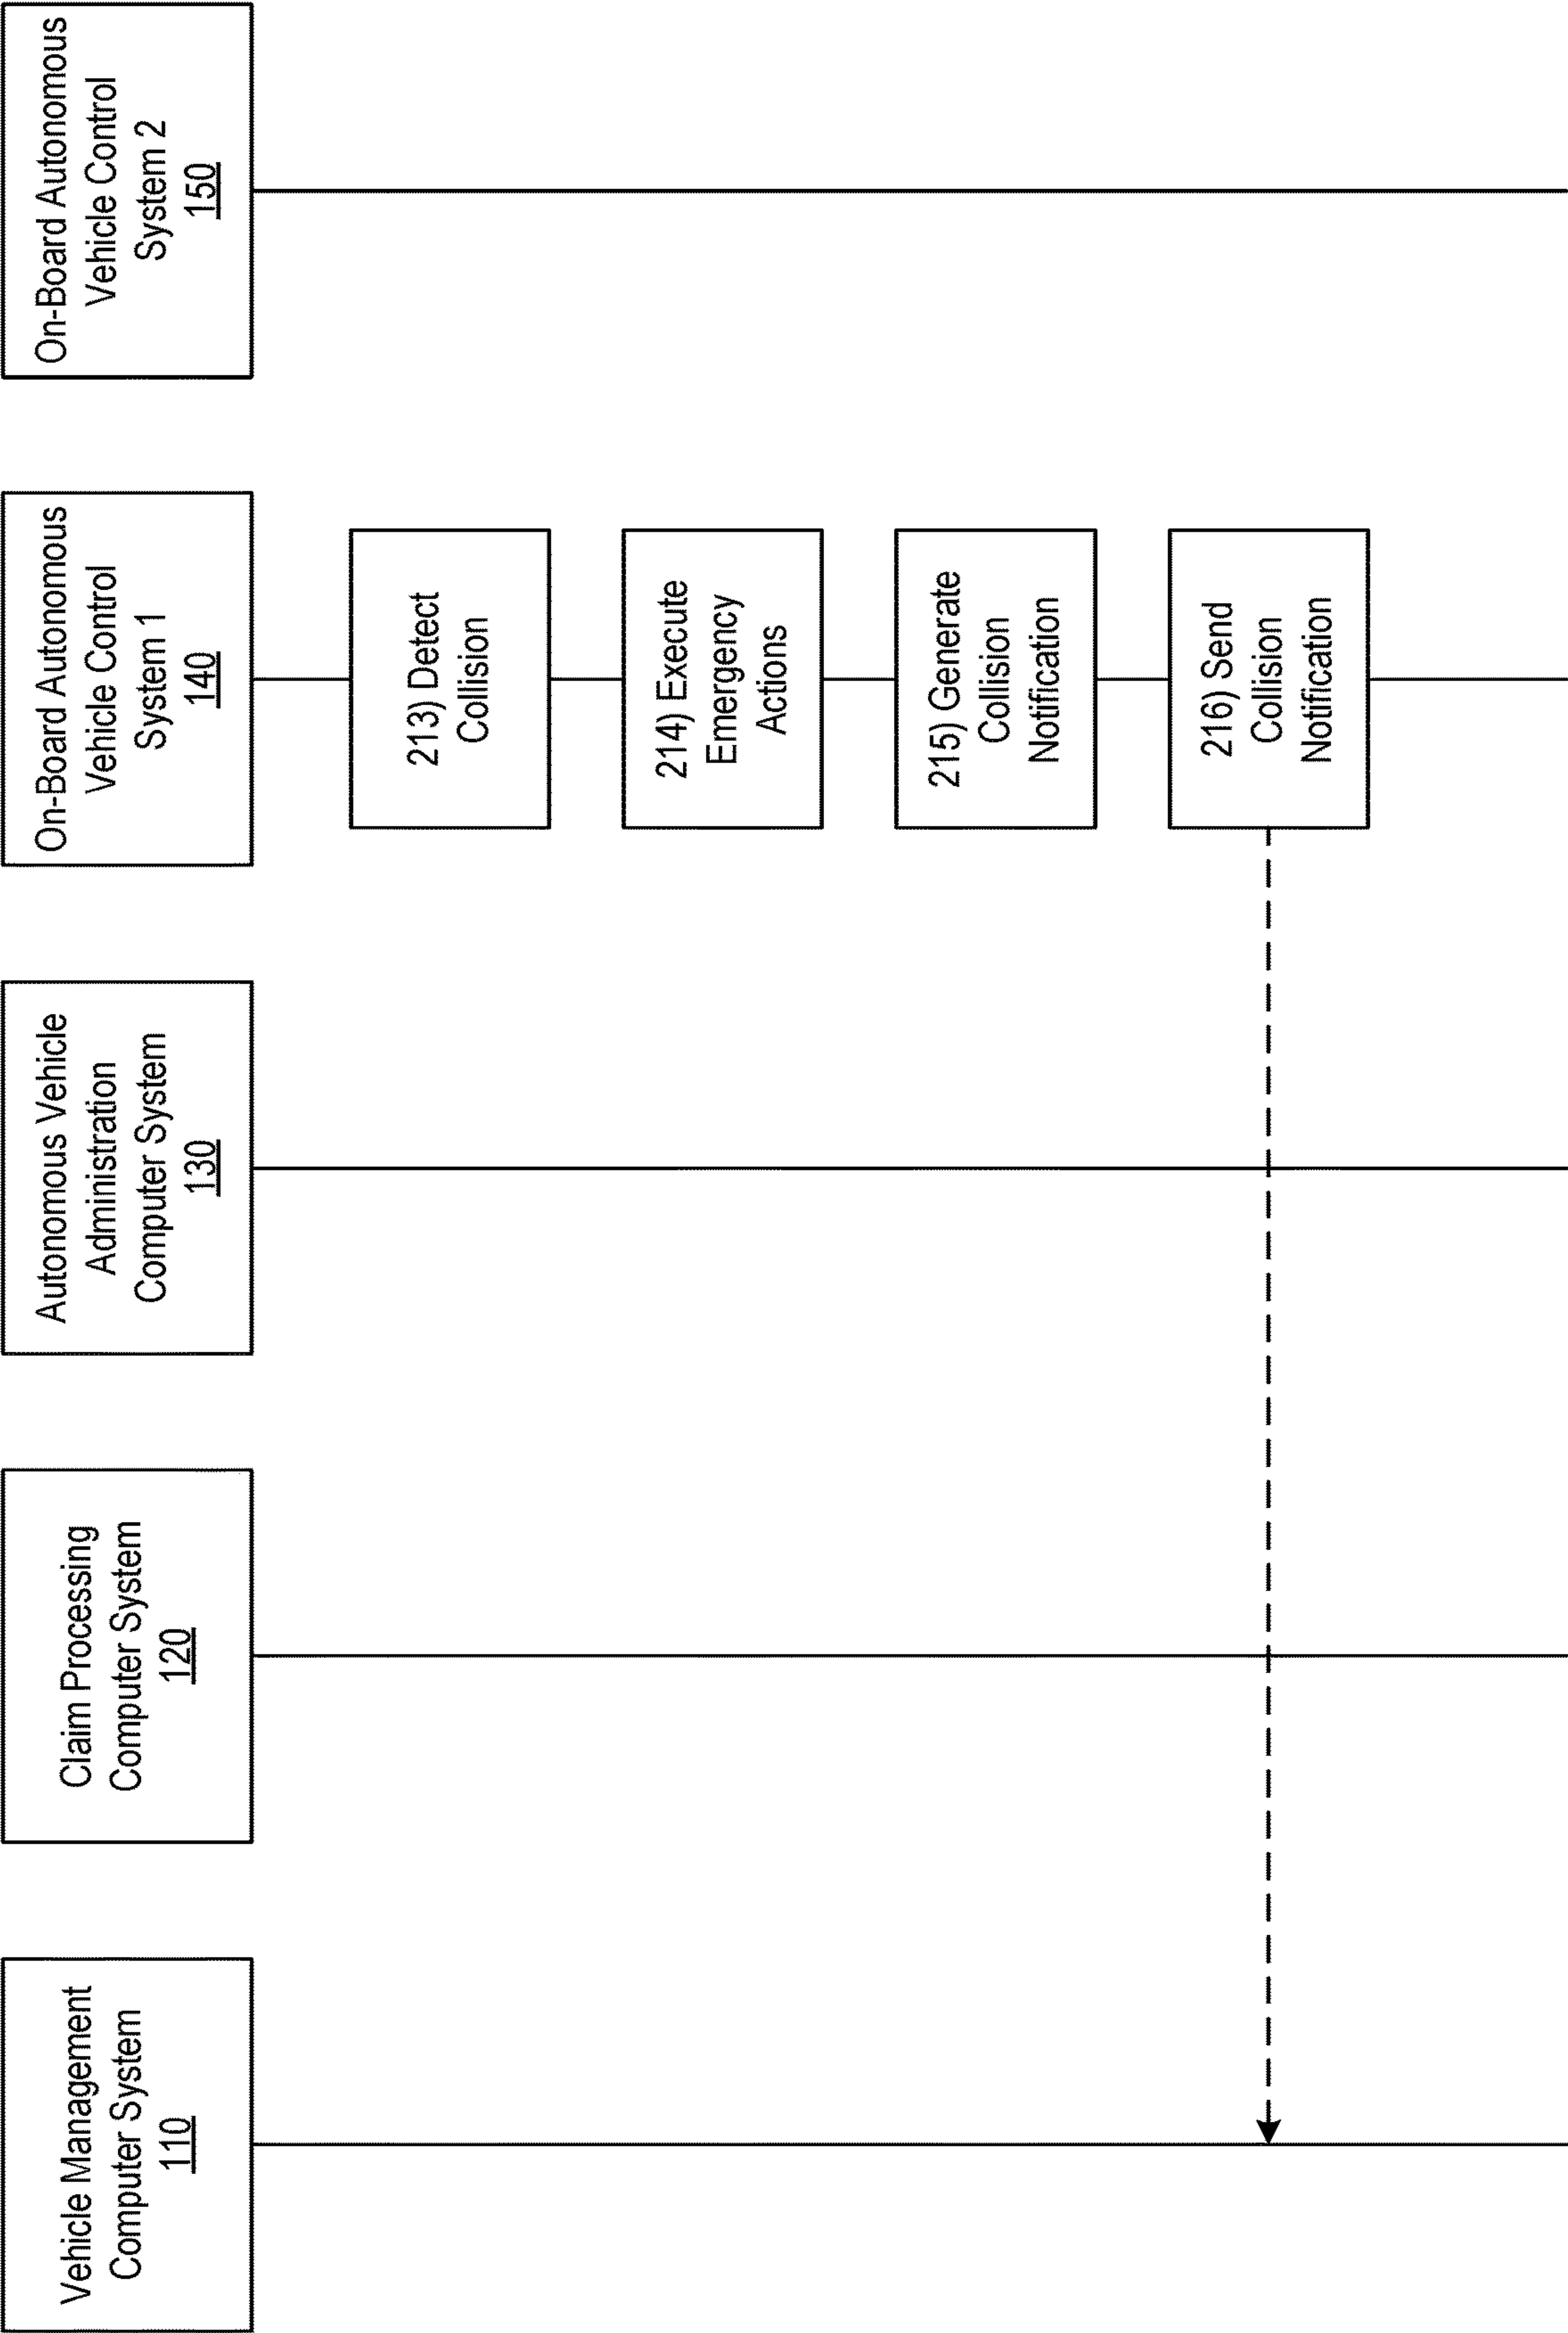 Vehicle Management
Computer System
110
Claim Processing
Computer System
120
Autonomous Vehicle
Administration
Computer System
130
On-Board Autonomous
Vehicle Control
System 1
140
On-Board Autonomous
Vehicle Control
System 2
150
213) Detect
Collision
214) Execute
Emergency
Actions
215) Generate
Collision
Notification
216) Send
Collision
Notification